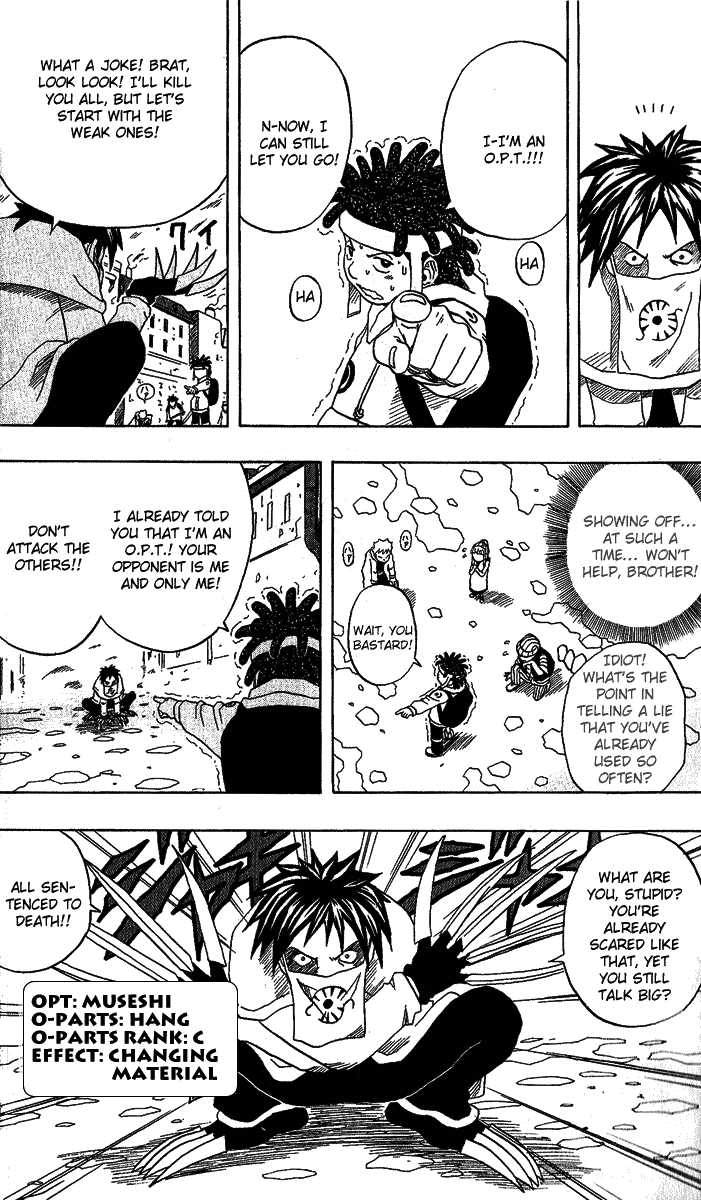 I-I'M AN
O.P.T.!!!
N-NOW, I
CAN STILL
LET YOU GO!
HA
HA
WHAT A JOKE! BRAT,
LOOK LOOK! I'LL KILL
YOU ALL, BUT LET'S
START WITH THE
WEAK ONES!
クイ
SHOWING OFF...
AT SUCH A
TIME... WON'T
HELP, BROTHER!
IDIOT!
WHAT'S THE
POINT IN
TELLING A LIE
THAT YOU'VE
ALREADY
USED SO
OFTEN?
WAIT, YOU
BASTARD!
I ALREADY TOLD
YOU THAT I'M AN
O.P.T.! YOUR
OPPONENT IS ME
AND ONLY ME!
DON'T
ATTACK THE
OTHERS!!
WHAT ARE
YOU, STUPID?
YOU'RE
ALREADY
SCARED LIKE
THAT, YET
YOU STILL
TALK BIG?
ALL SEN-
TENCED TO
DEATH!!
OPT: MUSESHI
O-PARTS: HANG
O-PARTS RANK: C
EFFECT: CHANGING
MATERIAL